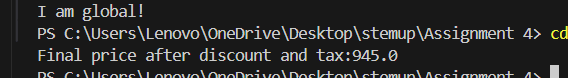 I am global!
PS C:\Users\Lenovo\OneDrive\Desktop\stemup\Assignment 4> cd
Final price after discount and tax:945.0
PS C:\Users\Lenovo\OneDrive\Desktop\stemup\Assignment 4>